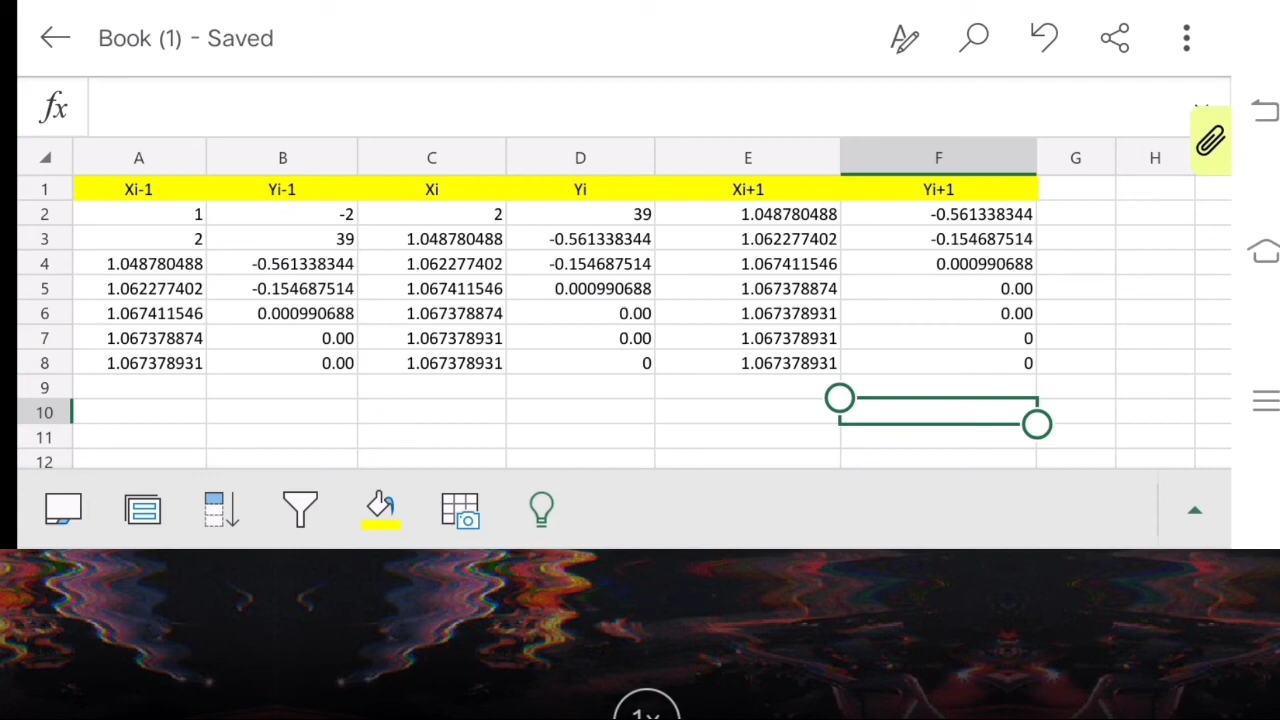 Book (1) - Saved
fx
A B C D E F G H
1 Xi-1 Yi-1 Xi Yi Xi+1 Yi+1
2 1 -2 2 39 1.048780488 -0.561338344
3 2 39 1.048780488 -0.561338344 1.062277402 -0.154687514
4 1.048780488 -0.561338344 1.062277402 -0.154687514 1.067411546 0.000990688
5 1.062277402 -0.154687514 1.067411546 0.000990688 1.067378874 0.00
6 1.067411546 0.000990688 1.067378874 0.00 1.067378931 0.00
7 1.067378874 0.00 1.067378931 0.00 1.067378931 0
8 1.067378931 0.00 1.067378931 0 1.067378931 0
9
10
11
12
1x